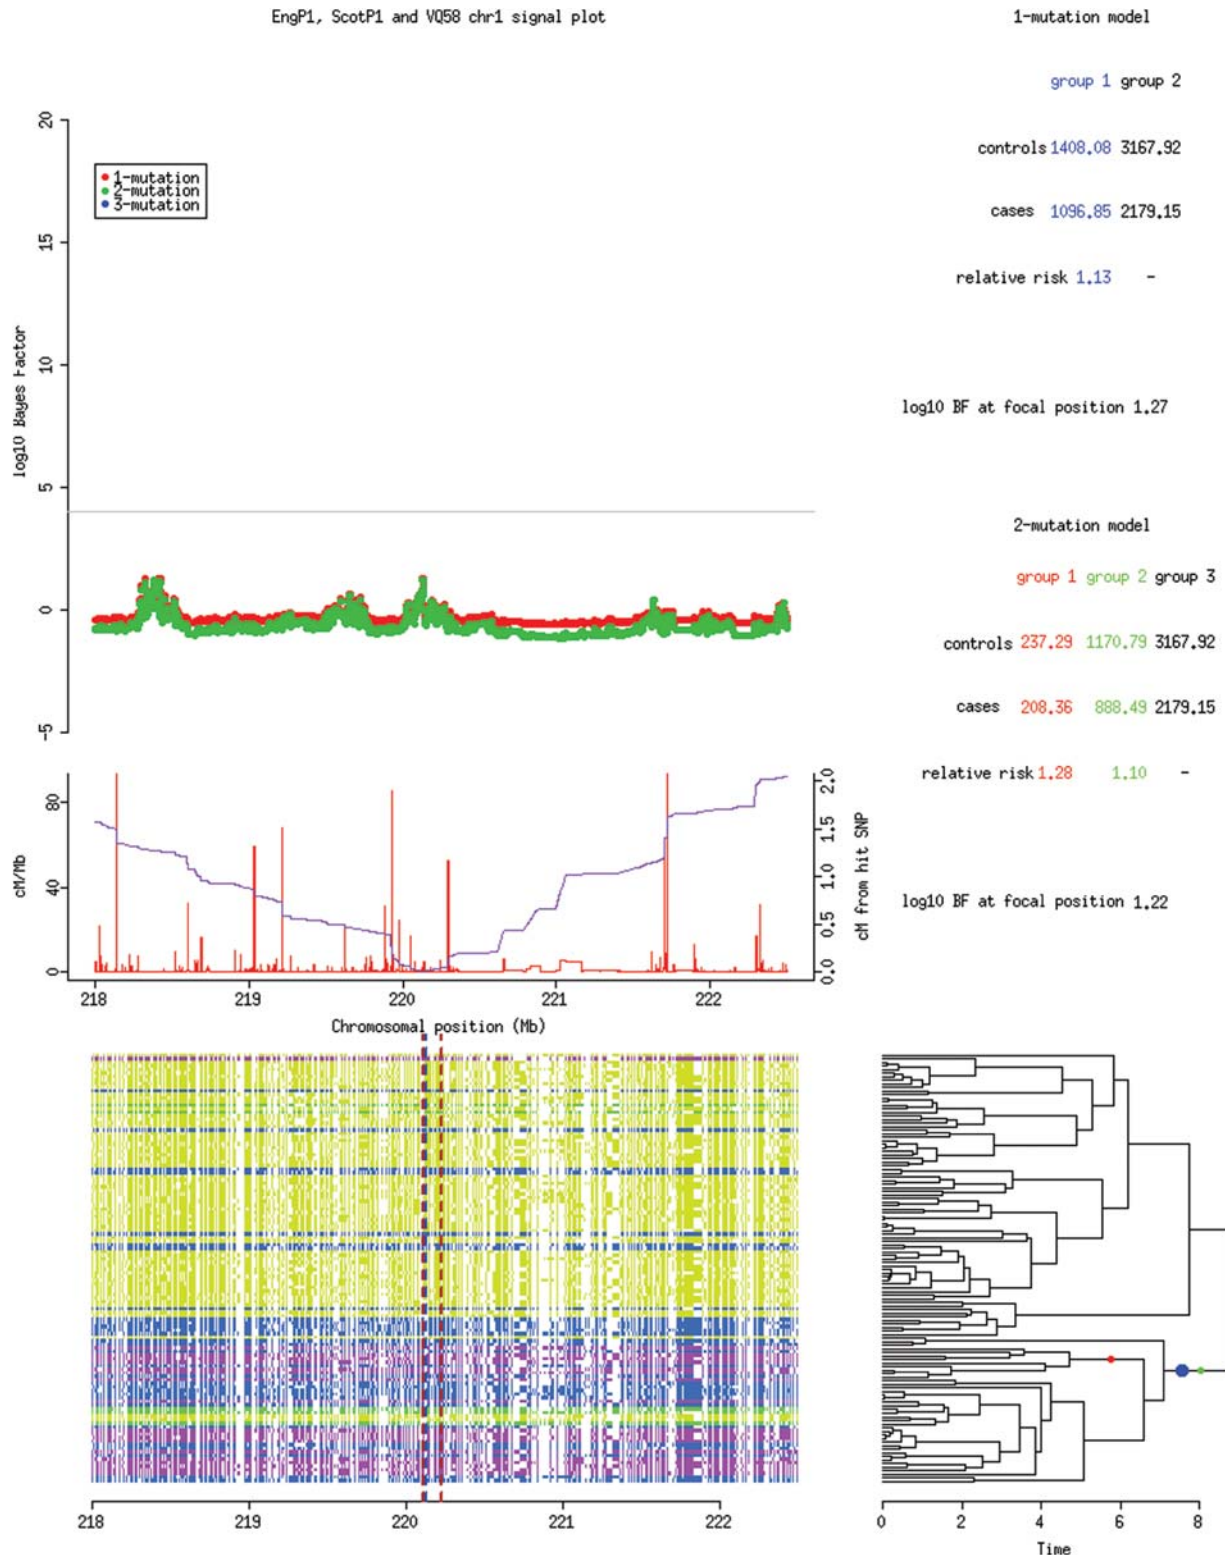 EngP1, ScotP1 and VQ58 chr1 signal plot
1-mutation model
group 1 group 2
controls 1408.08 3167.92
cases 1096.85 2179.15
relative risk 1.13 -
log10 BF at focal position 1.27
20
15
10
5
0
-5
log10 Bayes Factor
1-mutation
2-mutation
3-mutation
2-mutation model
group 1 group 2 group 3
controls 237.29 1170.79 3167.92
cases 208.36 888.49 2179.15
relative risk 1.28 1.10 -
log10 BF at focal position 1.22
80
40
0
cM/Mb
2.0
1.5
1.0
0.5
0.0
cM from hit SNP
218 219 220 221 222
Chromosomal position (Mb)
218 219 220 221 222
0 2 4 6 8
Time